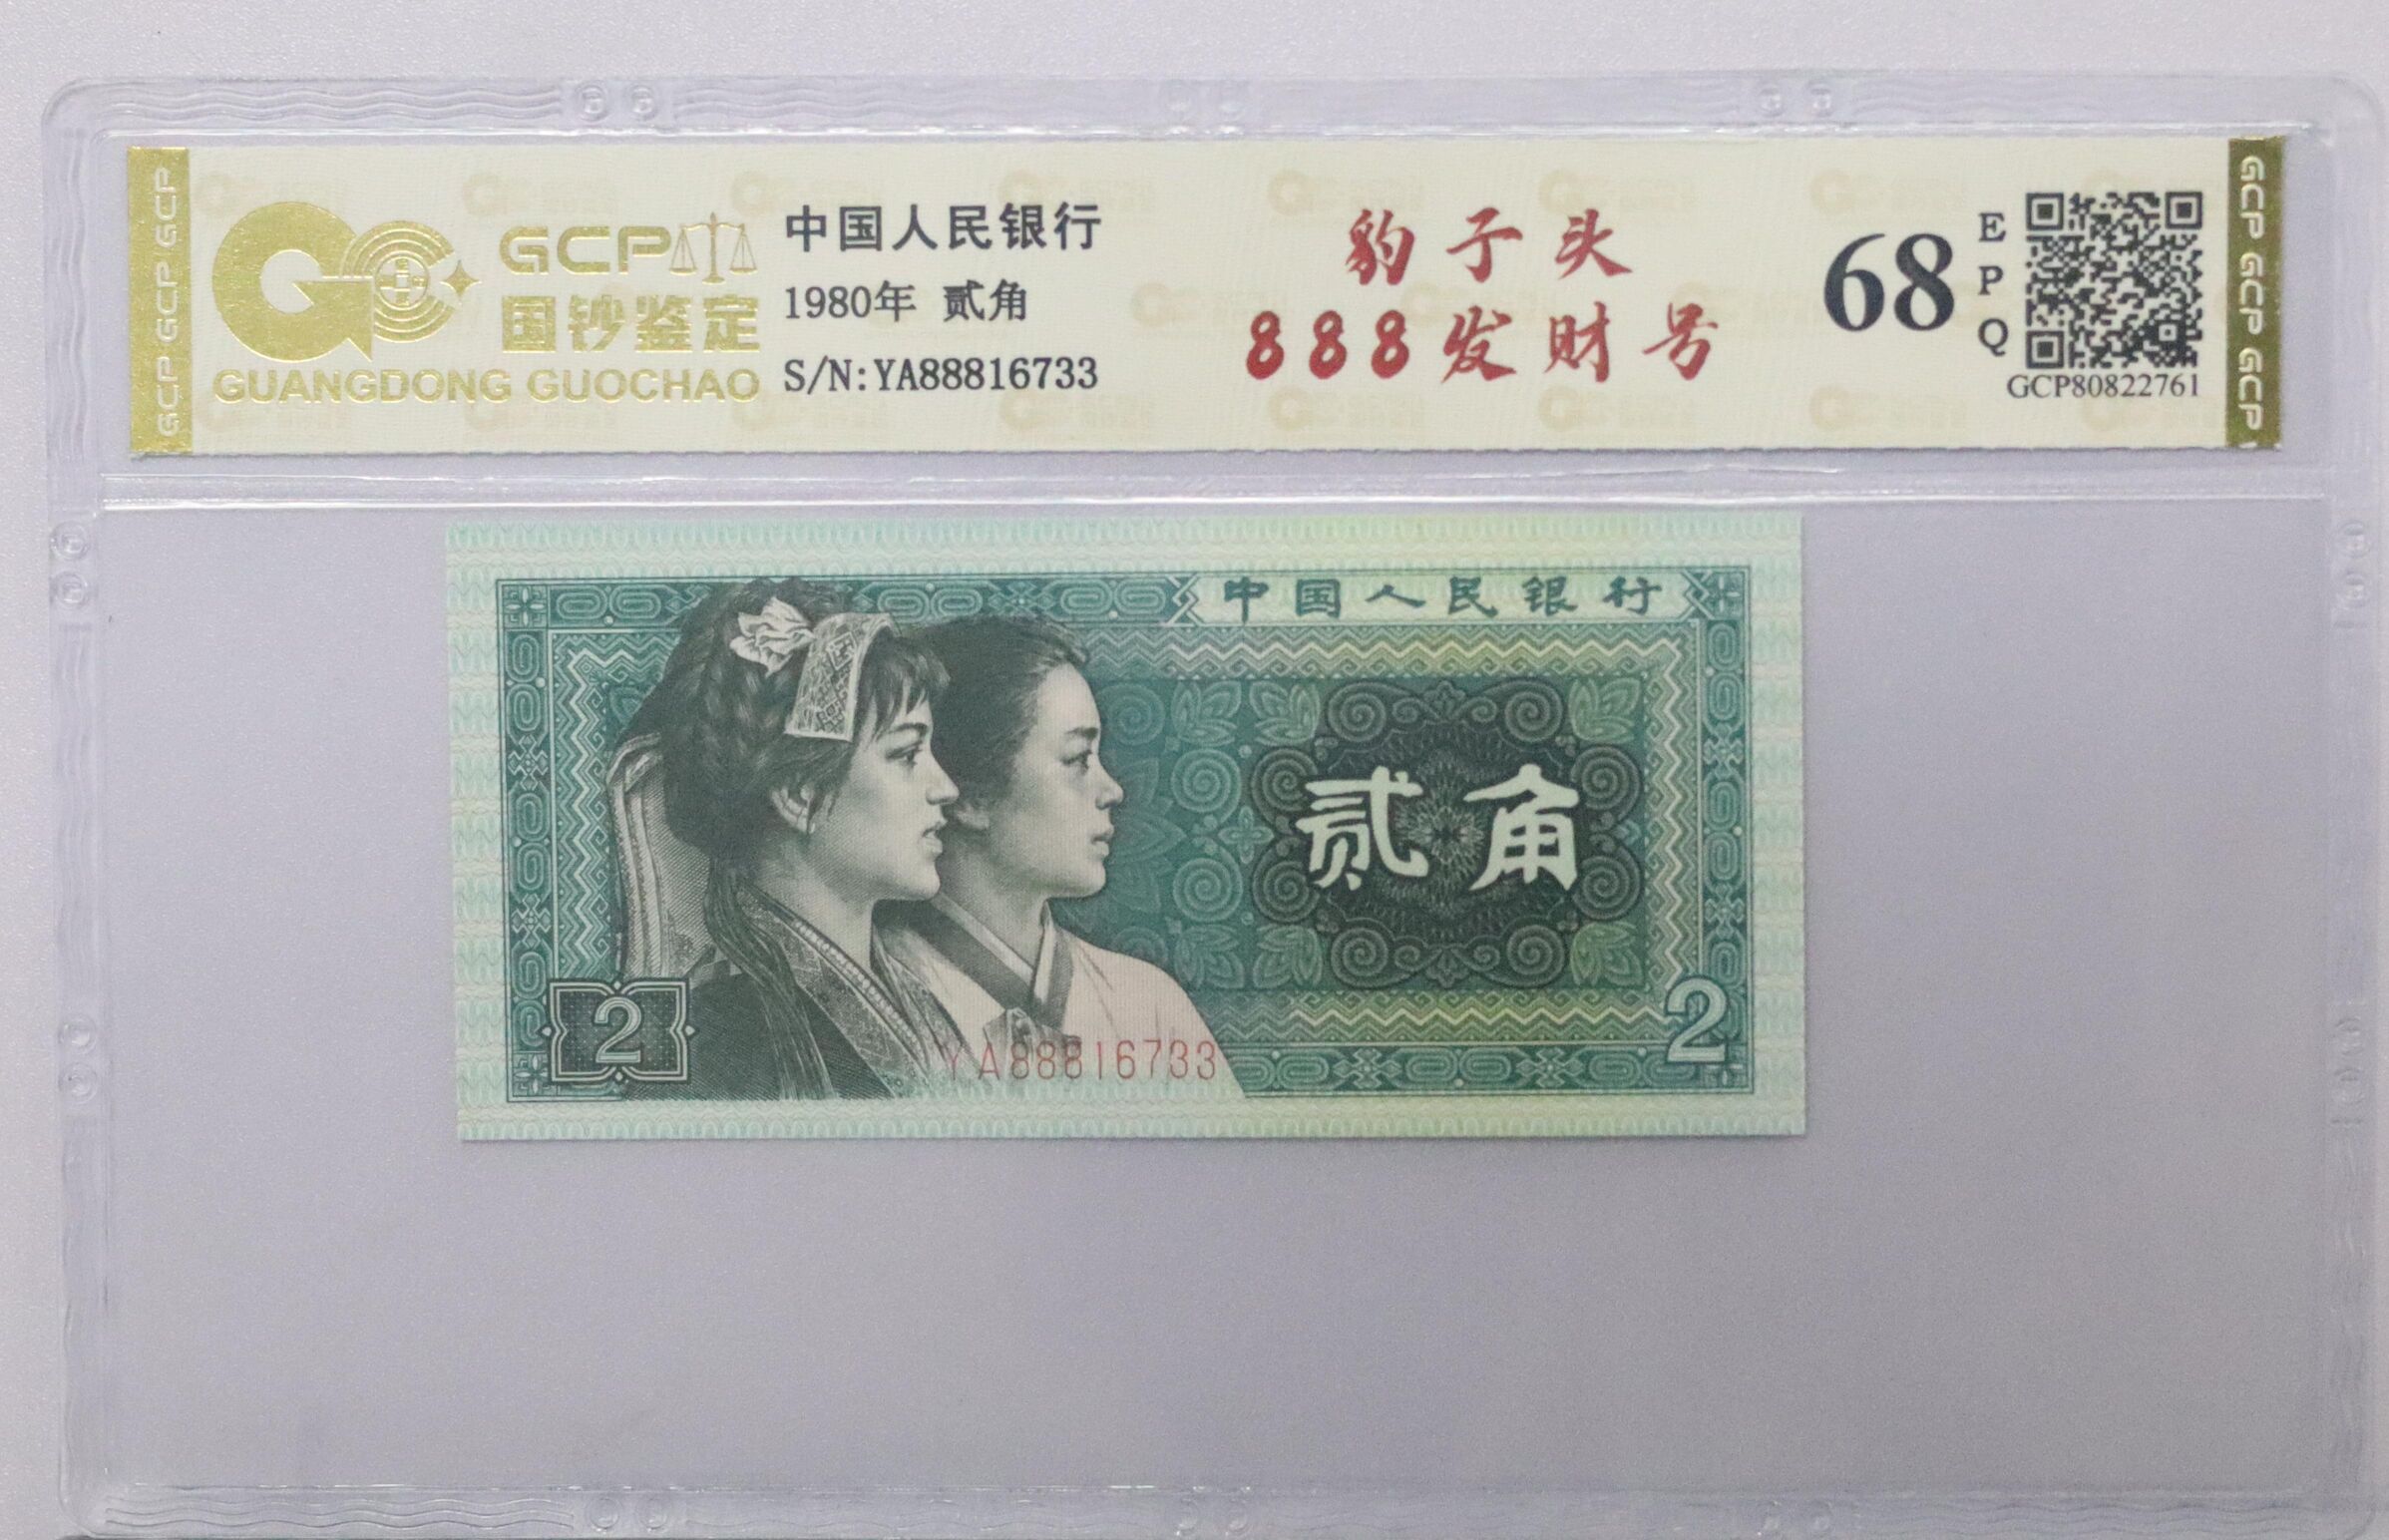 GCP GCP GCP
GCP
国钞鉴定
GUANGDONG GUOCHAO
中国人民银行
1980年 贰角
S/N:YA88816733
豹子头
888发财号
68
EPQ
GCP80822761
GCP GCP GCP GCP
中国人民银行
贰角
2
YA88816733
2